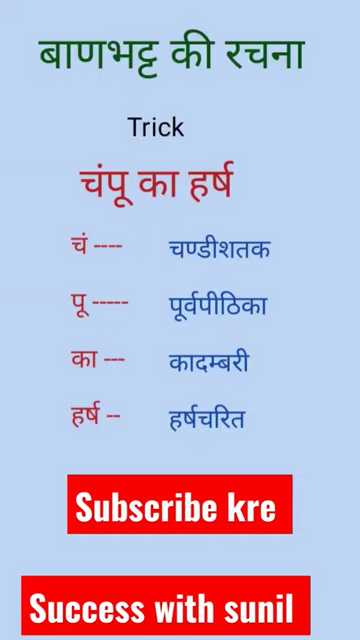 बाणभट्ट की रचना
Trick
चंपू का हर्ष
चं ---- चण्डीशतक
पू ----- पूर्वपीठिका
का --- कादम्बरी
हर्ष -- हर्षचरित
Subscribe kre
Success with sunil